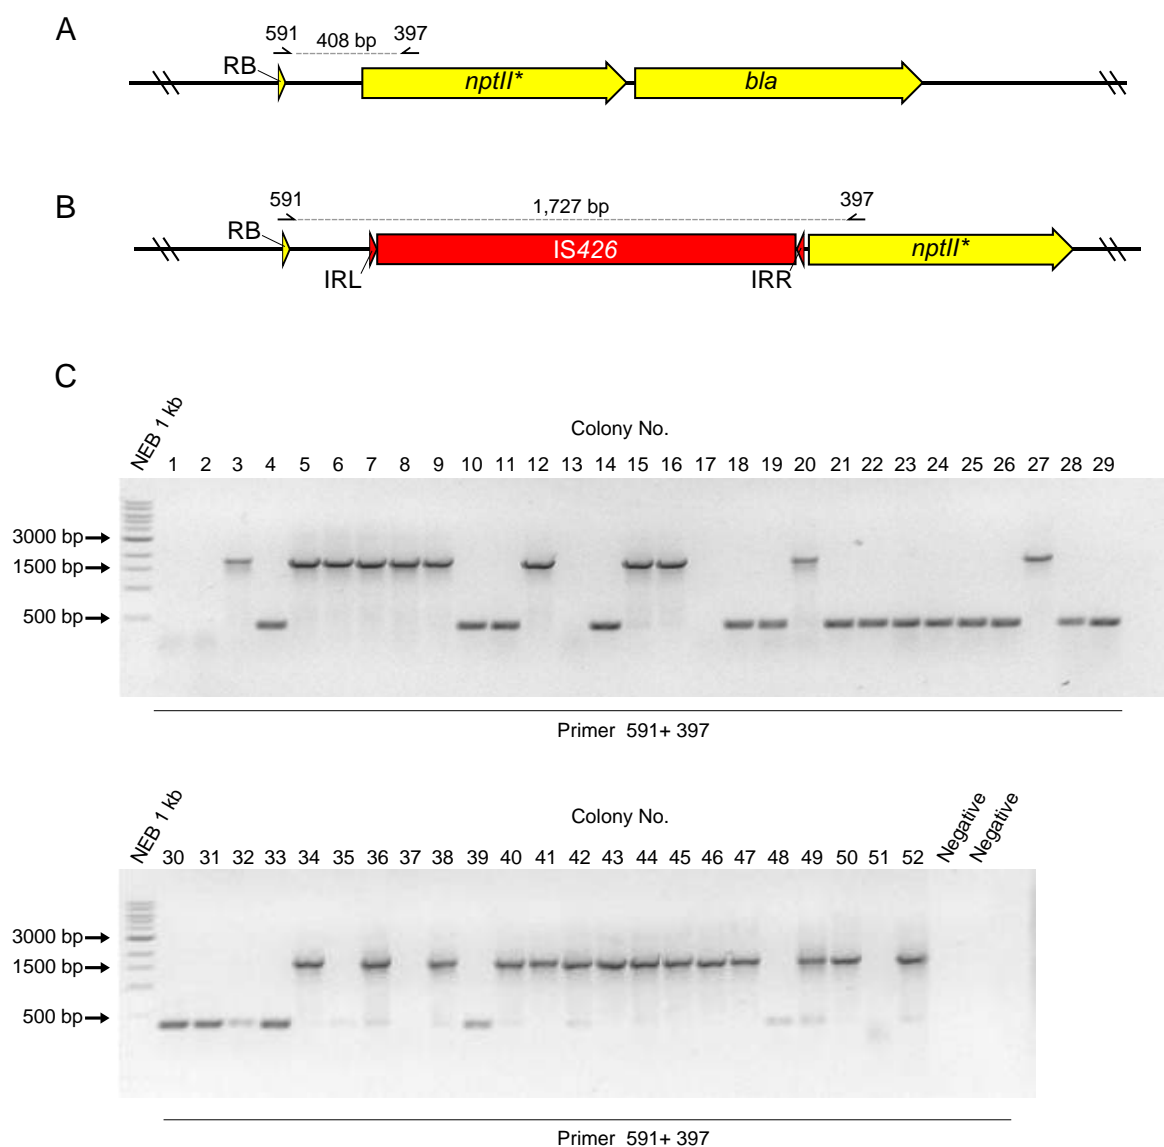 A
591
408 bp
397
RB
nptII*
bla
B
591
1,727 bp
397
RB
IS426
nptII*
IRL
IRR
C
NEB 1 kb
Colony No.
1 2 3 4 5 6 7 8 9 10 11 12 13 14 15 16 17 18 19 20 21 22 23 24 25 26 27 28 29
3000 bp
1500 bp
500 bp
Primer 591+ 397
NEB 1 kb
Colony No.
Negative
Negative
30 31 32 33 34 35 36 37 38 39 40 41 42 43 44 45 46 47 48 49 50 51 52
3000 bp
1500 bp
500 bp
Primer 591+ 397